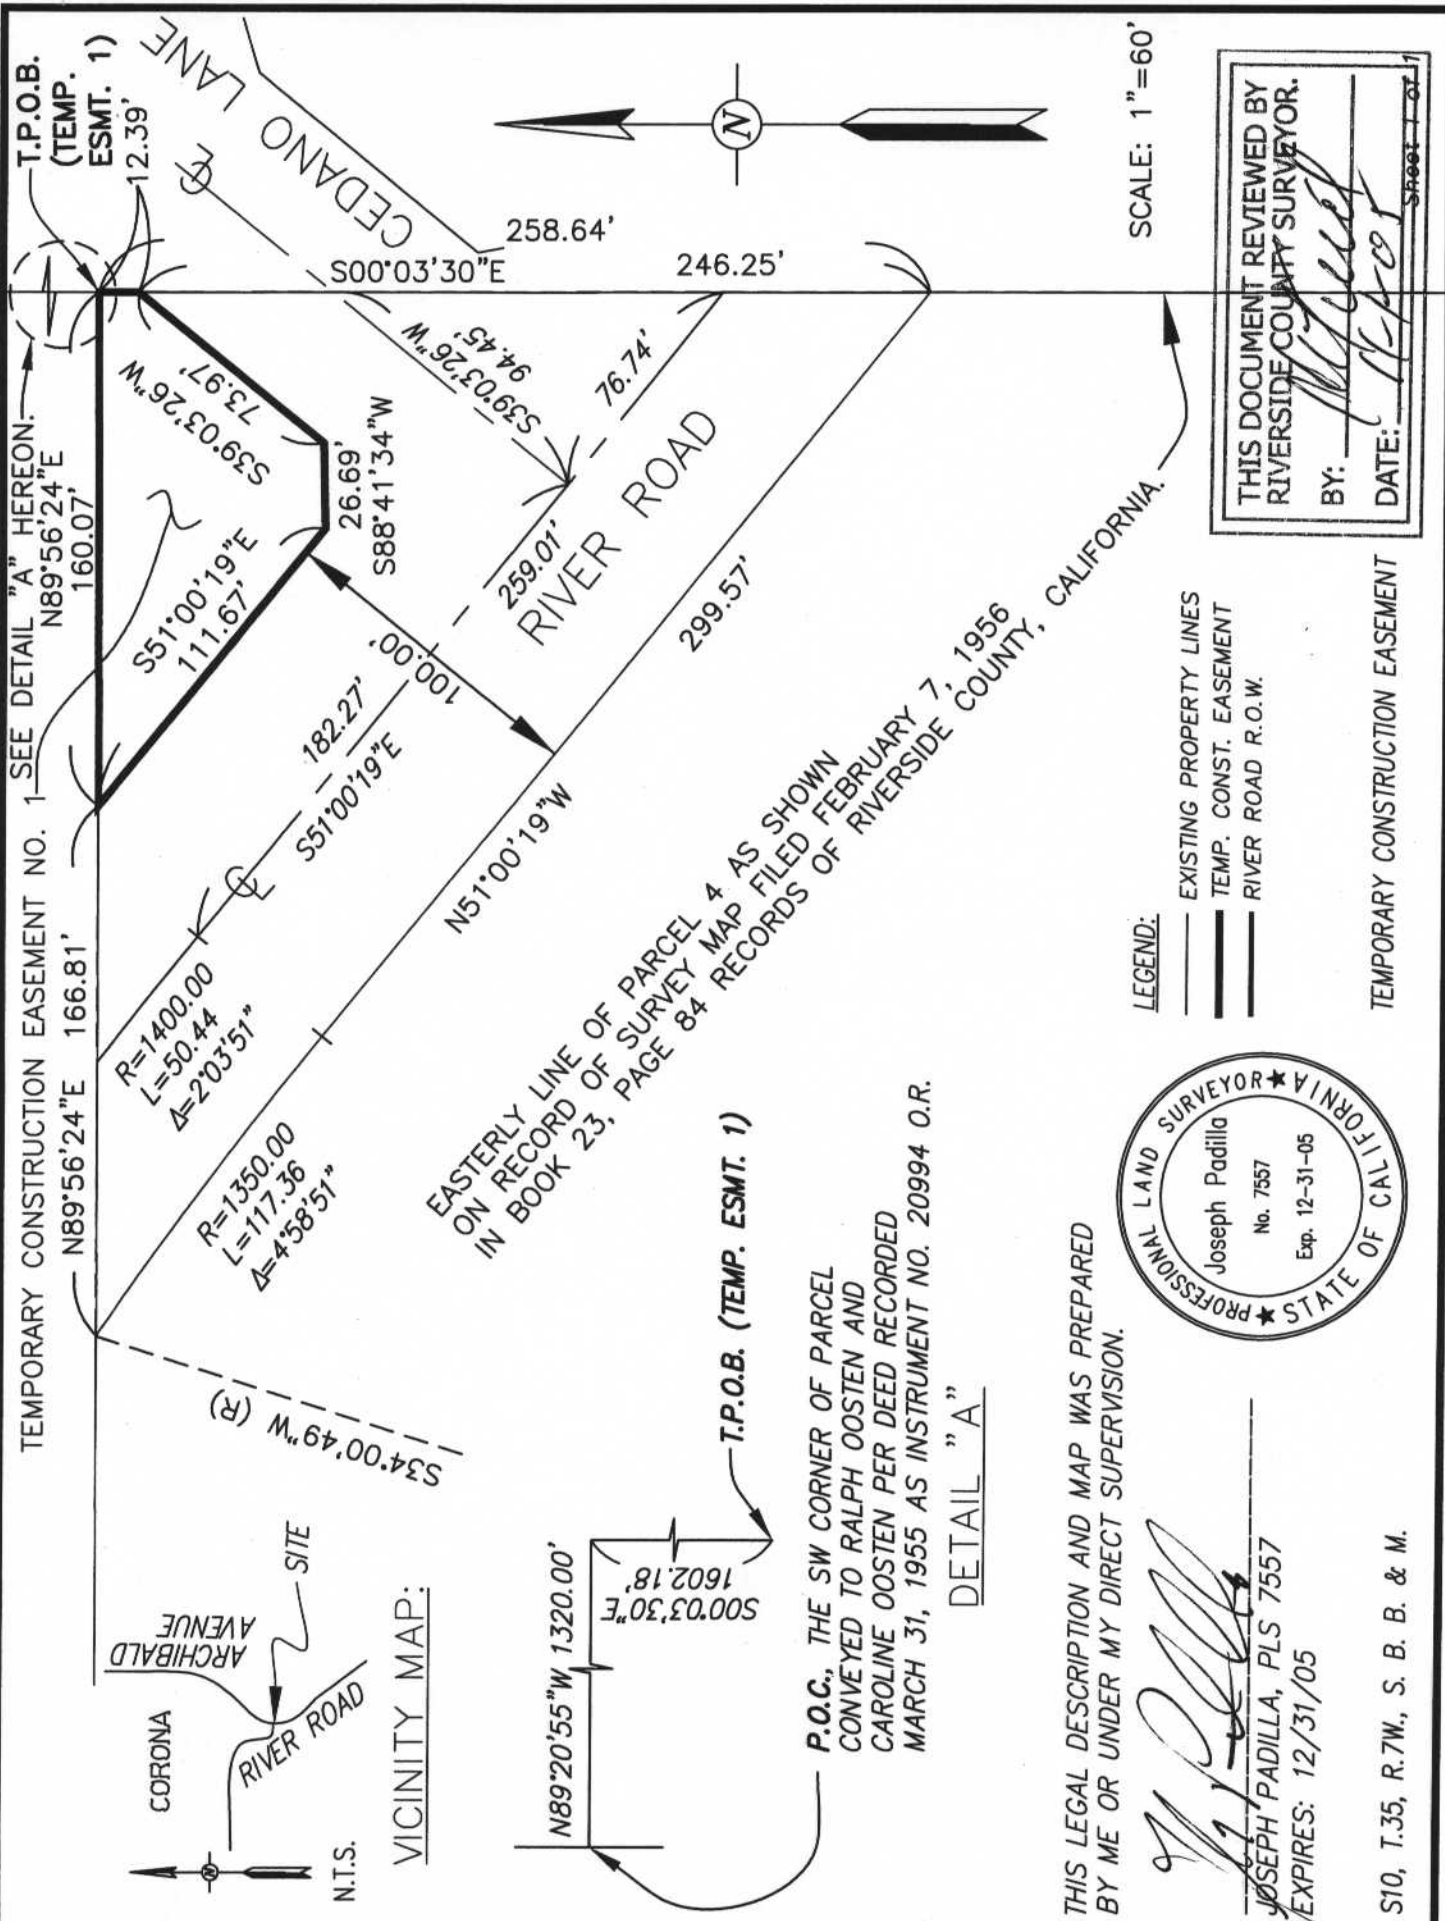 TEMPORARY CONSTRUCTION EASEMENT NO. 1
SEE DETAIL "A" HEREON.
T.P.O.B.
(TEMP.
ESMT. 1)
12.39'
N89°56'24"E 166.81'
N89°56'24"E
160.07'
S39°03'26"W
73.97'
S51°00'19"E
111.67'
26.69'
S88°41'34"W
CEDANO LANE
S00°03'30"E
258.64'
246.25'
S39°03'26"W
94.45'
76.74'
259.01'
RIVER ROAD
100.00'
182.27'
S51°00'19"E
299.57'
N51°00'19"W
R=1400.00
L=50.44
Δ=2°03'51"
R=1350.00
L=117.36
Δ=4°58'51"
S34°00'49"W (R)
EASTERLY LINE OF PARCEL 4 AS SHOWN
ON RECORD OF SURVEY MAP FILED FEBRUARY 7, 1956
IN BOOK 23, PAGE 84 RECORDS OF RIVERSIDE COUNTY, CALIFORNIA.
N
SCALE: 1"=60'
CORONA
ARCHIBALD
AVENUE
SITE
RIVER ROAD
N
N.T.S.
VICINITY MAP:
N89°20'55"W 1320.00'
S00°03'30"E
1602.18'
T.P.O.B. (TEMP. ESMT. 1)
P.O.C., THE SW CORNER OF PARCEL
CONVEYED TO RALPH OOSTEN AND
CAROLINE OOSTEN PER DEED RECORDED
MARCH 31, 1955 AS INSTRUMENT NO. 20994 O.R.
DETAIL "A"
THIS LEGAL DESCRIPTION AND MAP WAS PREPARED
BY ME OR UNDER MY DIRECT SUPERVISION.
JOSEPH PADILLA, PLS 7557
EXPIRES: 12/31/05
S10, T.35, R.7W., S. B. B. & M.
PROFESSIONAL LAND SURVEYOR
Joseph Padilla
No. 7557
Exp. 12-31-05
STATE OF CALIFORNIA
LEGEND:
EXISTING PROPERTY LINES
TEMP. CONST. EASEMENT
RIVER ROAD R.O.W.
TEMPORARY CONSTRUCTION EASEMENT
THIS DOCUMENT REVIEWED BY
RIVERSIDE COUNTY SURVEYOR.
BY:
DATE:
Sheet 1 of 1